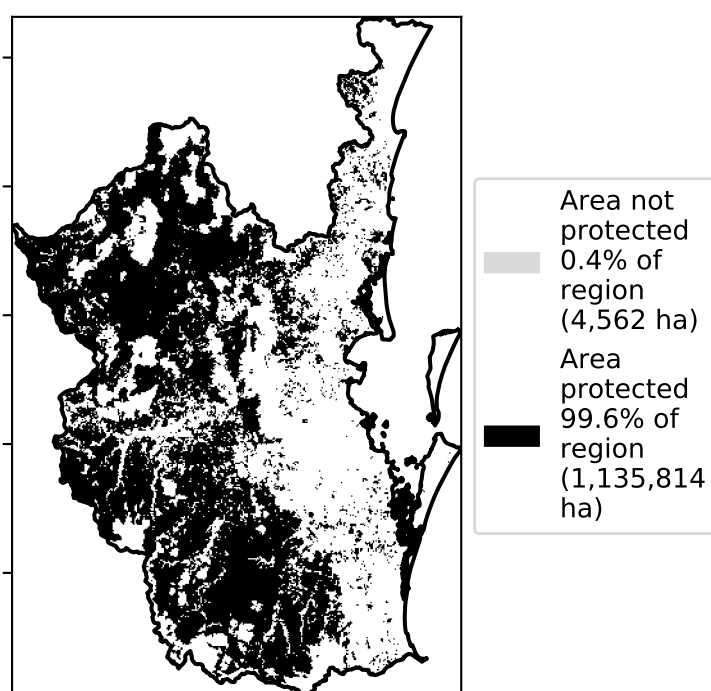 Area not
protected
0.4% of
region
(4,562 ha)
Area
protected
99.6% of
region
(1,135,814
ha)